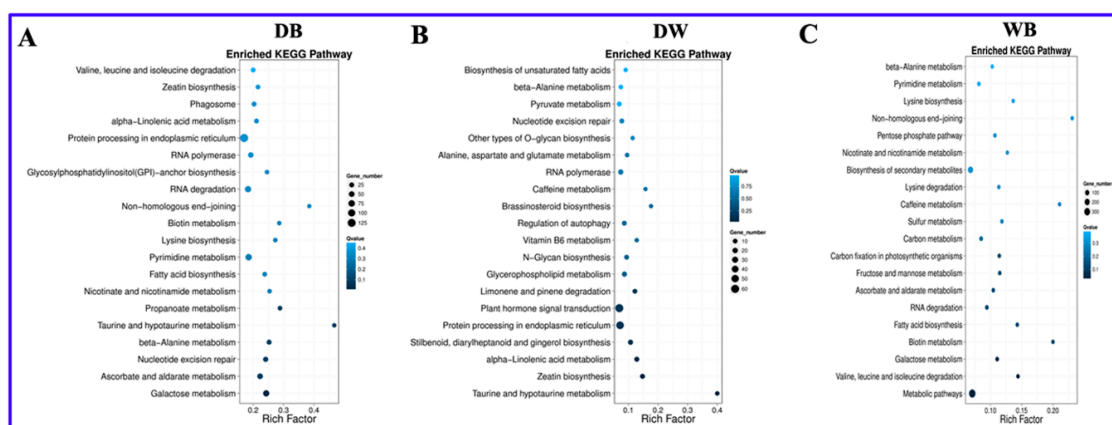 A
DB
Enriched KEGG Pathway
Valine, leucine and isoleucine degradation
Zeatin biosynthesis
Phagosome
alpha-Linolenic acid metabolism
Protein processing in endoplasmic reticulum
RNA polymerase
Glycosylphosphatidylinositol(GPI)-anchor biosynthesis
RNA degradation
Non-homologous end-joining
Biotin metabolism
Lysine biosynthesis
Pyrimidine metabolism
Fatty acid biosynthesis
Nicotinate and nicotinamide metabolism
Propanoate metabolism
Taurine and hypotaurine metabolism
beta-Alanine metabolism
Nucleotide excision repair
Ascorbate and aldarate metabolism
Galactose metabolism
0.2 0.3 0.4
Rich Factor
Gene_number
25
50
75
100
125
Qvalue
0.4
0.3
0.2
0.1
B
DW
Enriched KEGG Pathway
Biosynthesis of unsaturated fatty acids
beta-Alanine metabolism
Pyruvate metabolism
Nucleotide excision repair
Other types of O-glycan biosynthesis
Alanine, aspartate and glutamate metabolism
RNA polymerase
Caffeine metabolism
Brassinosteroid biosynthesis
Regulation of autophagy
Vitamin B6 metabolism
N-Glycan biosynthesis
Glycerophospholipid metabolism
Limonene and pinene degradation
Plant hormone signal transduction
Protein processing in endoplasmic reticulum
Stilbenoid, diarylheptanoid and gingerol biosynthesis
alpha-Linolenic acid metabolism
Zeatin biosynthesis
Taurine and hypotaurine metabolism
0.1 0.2 0.3 0.4
Rich Factor
Qvalue
0.75
0.50
0.25
Gene_number
10
20
30
40
50
60
C
WB
Enriched KEGG Pathway
beta-Alanine metabolism
Pyrimidine metabolism
Lysine biosynthesis
Non-homologous end-joining
Pentose phosphate pathway
Nicotinate and nicotinamide metabolism
Biosynthesis of secondary metabolites
Lysine degradation
Caffeine metabolism
Sulfur metabolism
Carbon metabolism
Carbon fixation in photosynthetic organisms
Fructose and mannose metabolism
Ascorbate and aldarate metabolism
RNA degradation
Fatty acid biosynthesis
Biotin metabolism
Galactose metabolism
Valine, leucine and isoleucine degradation
Metabolic pathways
0.10 0.15 0.20
Rich Factor
Gene_number
100
200
300
Qvalue
0.3
0.2
0.1